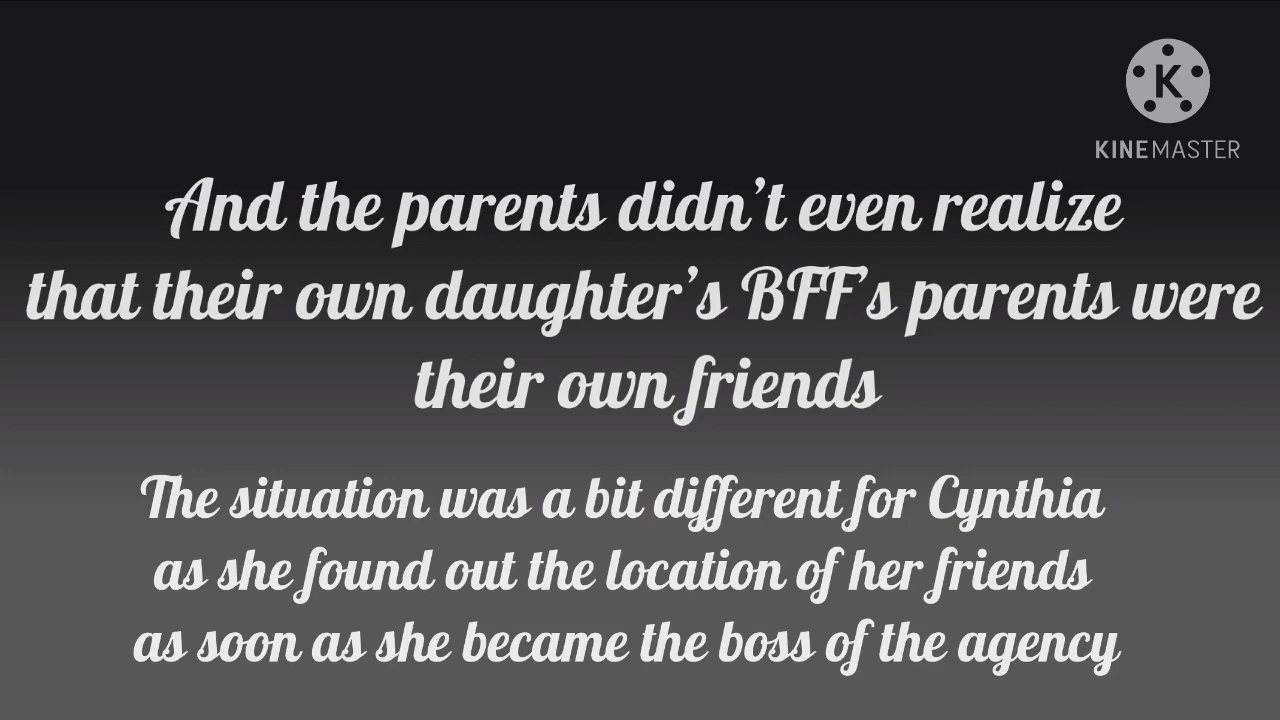 K
KINEMASTER
And the parents didn't even realize
that their own daughter's BFF's parents were
their own friends
The situation was a bit different for Cynthia
as she found out the location of her friends
as soon as she became the boss of the agency